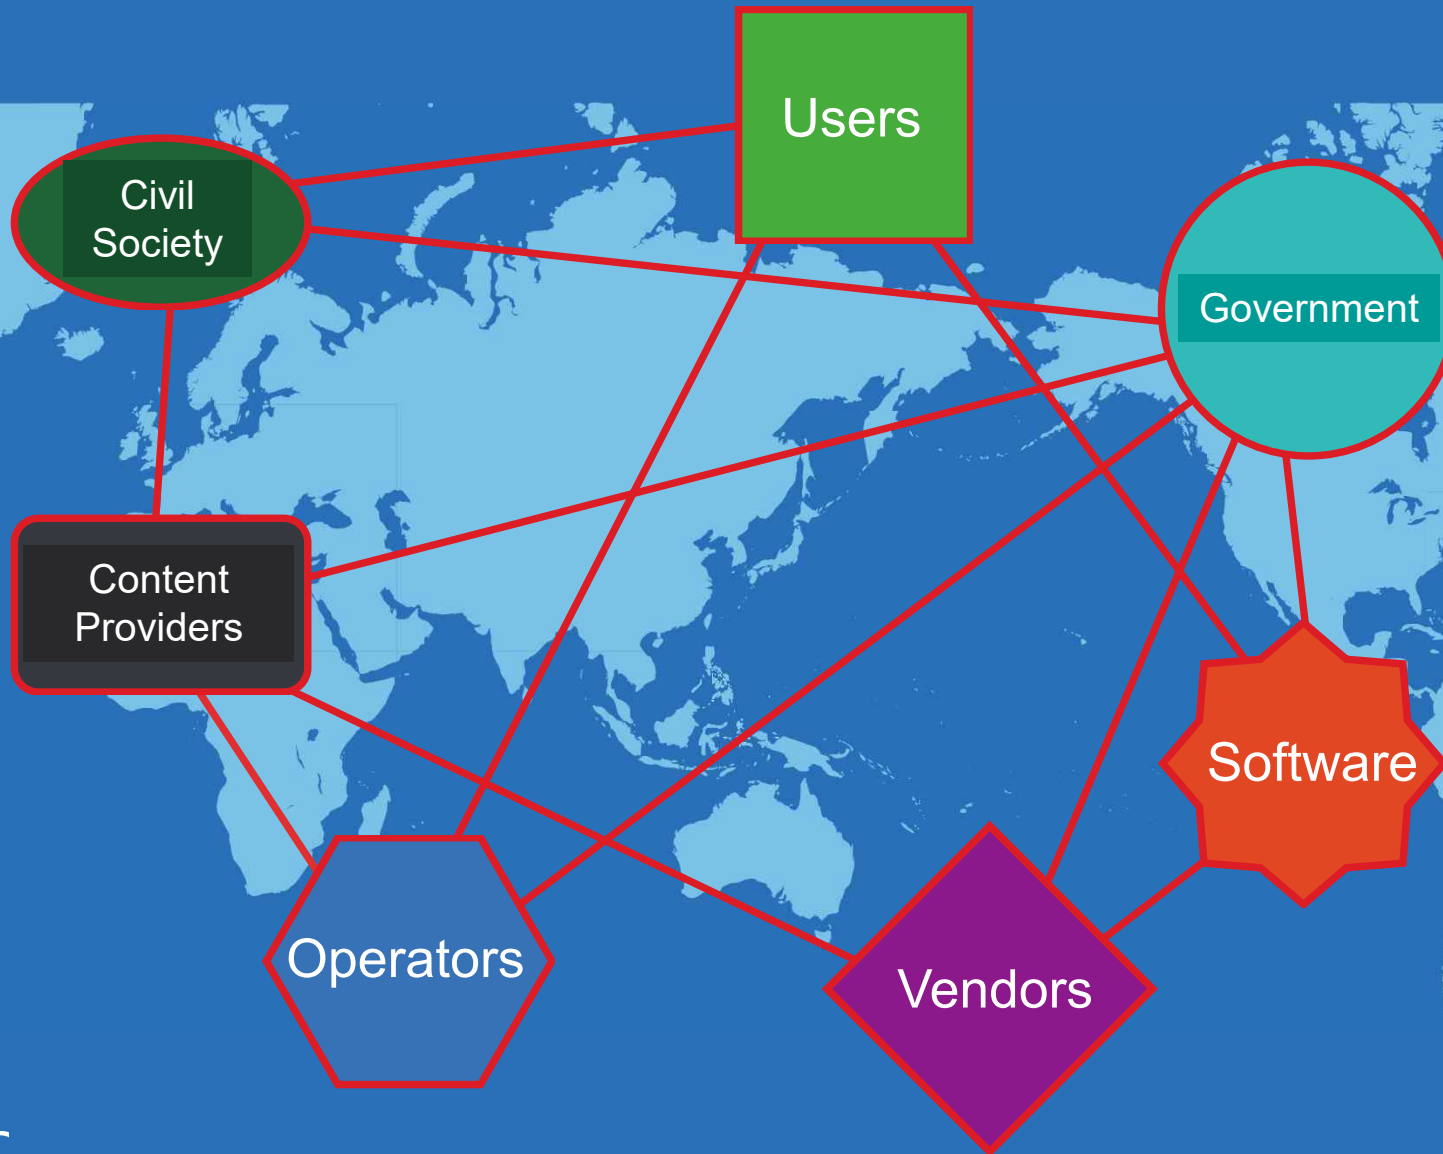 Users
Civil
Society
Government
Content
Providers
Software
Operators
Vendors